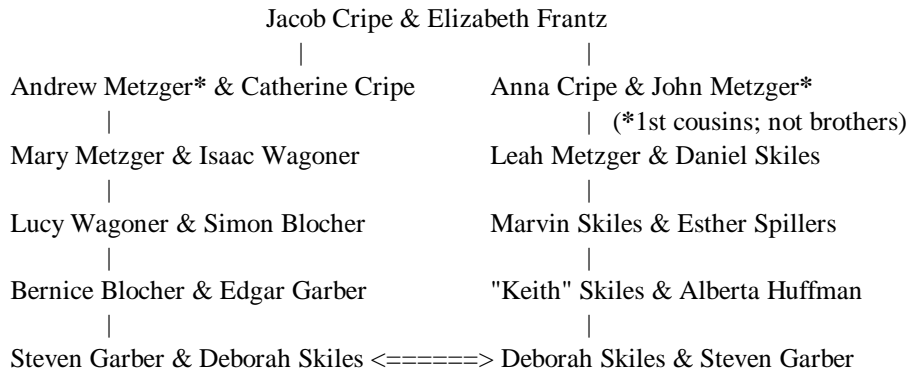 Jacob Cripe & Elizabeth Frantz
| |
Andrew Metzger* & Catherine Cripe Anna Cripe & John Metzger*
| | (*1st cousins; not brothers)
Mary Metzger & Isaac Wagoner Leah Metzger & Daniel Skiles
| |
Lucy Wagoner & Simon Blocher Marvin Skiles & Esther Spillers
| |
Bernice Blocher & Edgar Garber "Keith" Skiles & Alberta Huffman
| |
Steven Garber & Deborah Skiles <======> Deborah Skiles & Steven Garber